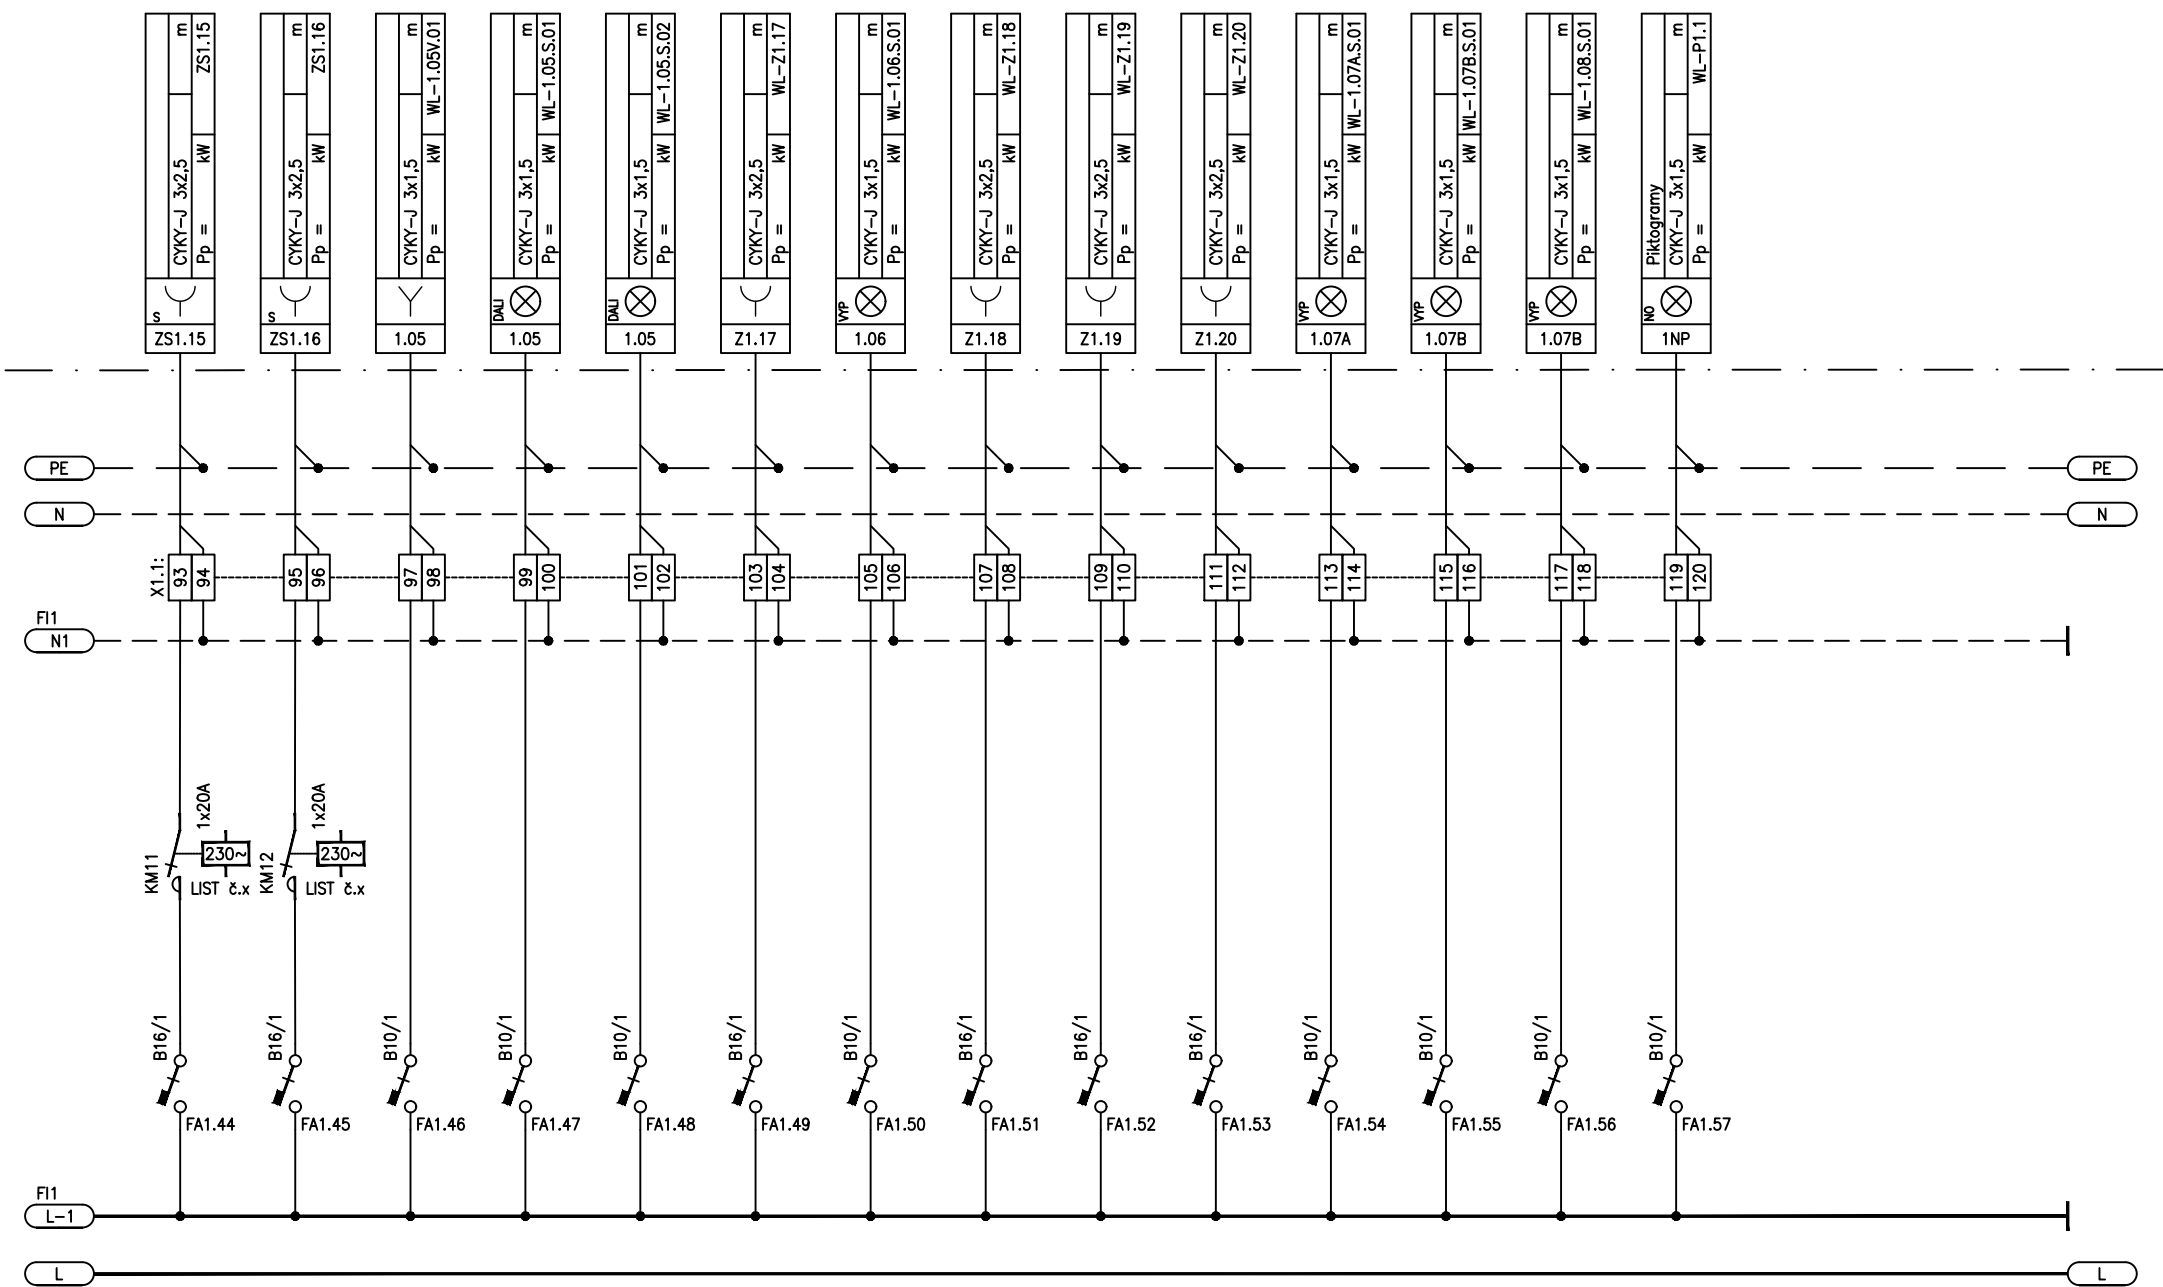 m
ZS1.15
CYKY-J 3x2,5
Pp = kW
S
ZS1.15
m
ZS1.16
CYKY-J 3x2,5
Pp = kW
S
ZS1.16
m
WL-1.05V.01
CYKY-J 3x1,5
Pp = kW
1.05
m
WL-1.05.S.01
CYKY-J 3x1,5
Pp = kW
DALI
1.05
m
WL-1.05.S.02
CYKY-J 3x1,5
Pp = kW
DALI
1.05
m
WL-Z1.17
CYKY-J 3x2,5
Pp = kW
Z1.17
m
WL-1.06.S.01
CYKY-J 3x1,5
Pp = kW
VYP
1.06
m
WL-Z1.18
CYKY-J 3x2,5
Pp = kW
Z1.18
m
WL-Z1.19
CYKY-J 3x2,5
Pp = kW
Z1.19
m
WL-Z1.20
CYKY-J 3x2,5
Pp = kW
Z1.20
m
WL-1.07A.S.01
CYKY-J 3x1,5
Pp = kW
VYP
1.07A
m
WL-1.07B.S.01
CYKY-J 3x1,5
Pp = kW
VYP
1.07B
m
WL-1.08.S.01
CYKY-J 3x1,5
Pp = kW
VYP
1.07B
Piktogramy
m
WL-P1.1
CYKY-J 3x1,5
Pp = kW
NO
1NP
PE PE
N N
X1.1: 93 94 95 96 97 98 99 100 101 102 103 104 105 106 107 108 109 110 111 112 113 114 115 116 117 118 119 120
FI1
N1
1x20A 1x20A
KM11 230~ KM12 230~
LIST č.x LIST č.x
B16/1 B16/1 B10/1 B10/1 B10/1 B16/1 B10/1 B16/1 B16/1 B16/1 B10/1 B10/1 B10/1 B10/1
FA1.44 FA1.45 FA1.46 FA1.47 FA1.48 FA1.49 FA1.50 FA1.51 FA1.52 FA1.53 FA1.54 FA1.55 FA1.56 FA1.57
FI1
L-1
L L